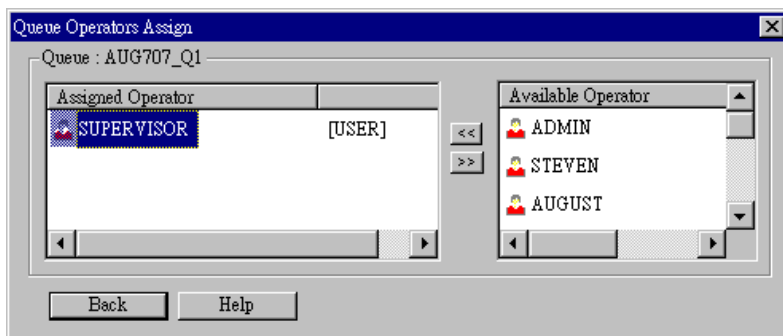 Queue Operators Assign
Queue : AUG707_Q1
Assigned Operator
SUPERVISOR [USER]
<<
>>
Available Operator
ADMIN
STEVEN
AUGUST
Back Help